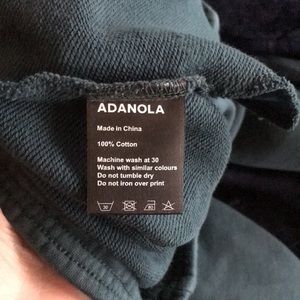 ADANOLA
Made in China
100% Cotton
Machine wash at 30
Wash with similar colours
Do not tumble dry
Do not iron over print
30